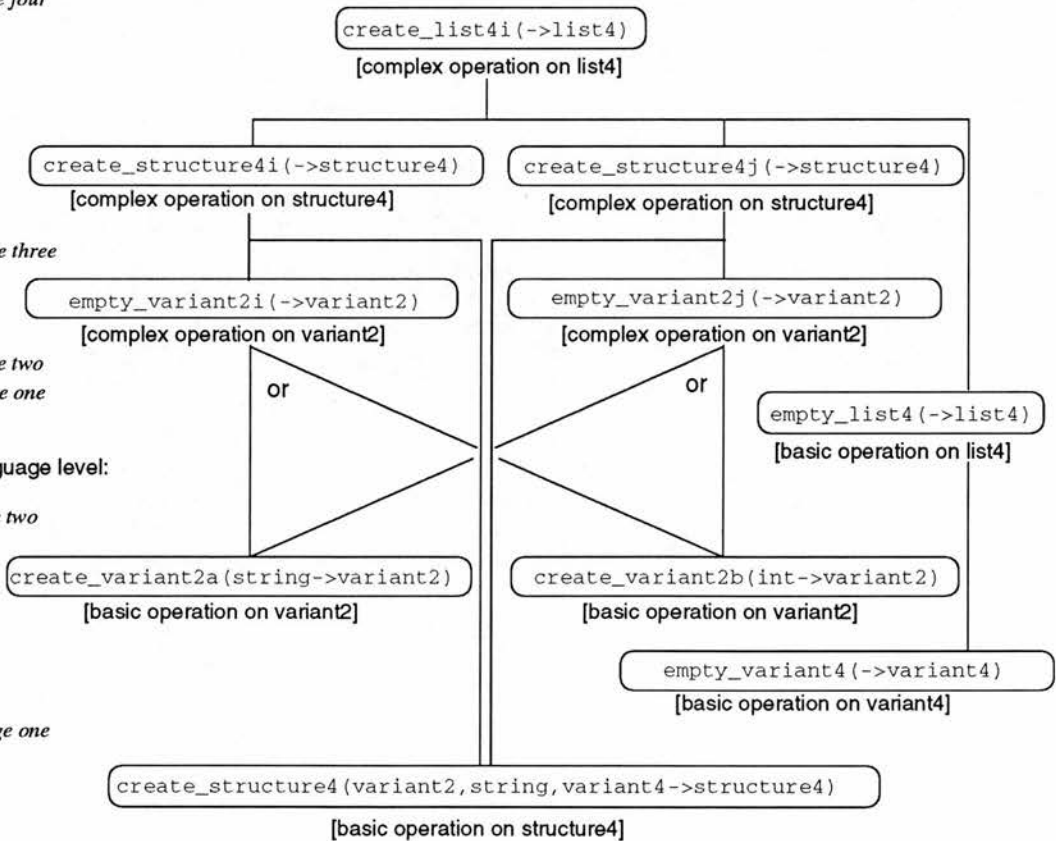 four
create_list4i(->list4)
[complex operation on list4]
create_structure4i(->structure4)
create_structure4j(->structure4)
[complex operation on structure4]
[complex operation on structure4]
three
empty_variant2i(->variant2)
empty_variant2j(->variant2)
[complex operation on variant2]
[complex operation on variant2]
two
one
or
or
empty_list4(->list4)
[basic operation on list4]
guage level:
two
create_variant2a(string->variant2)
create_variant2b(int->variant2)
[basic operation on variant2]
[basic operation on variant2]
empty_variant4(->variant4)
[basic operation on variant4]
ge one
create_structure4(variant2,string,variant4->structure4)
[basic operation on structure4]